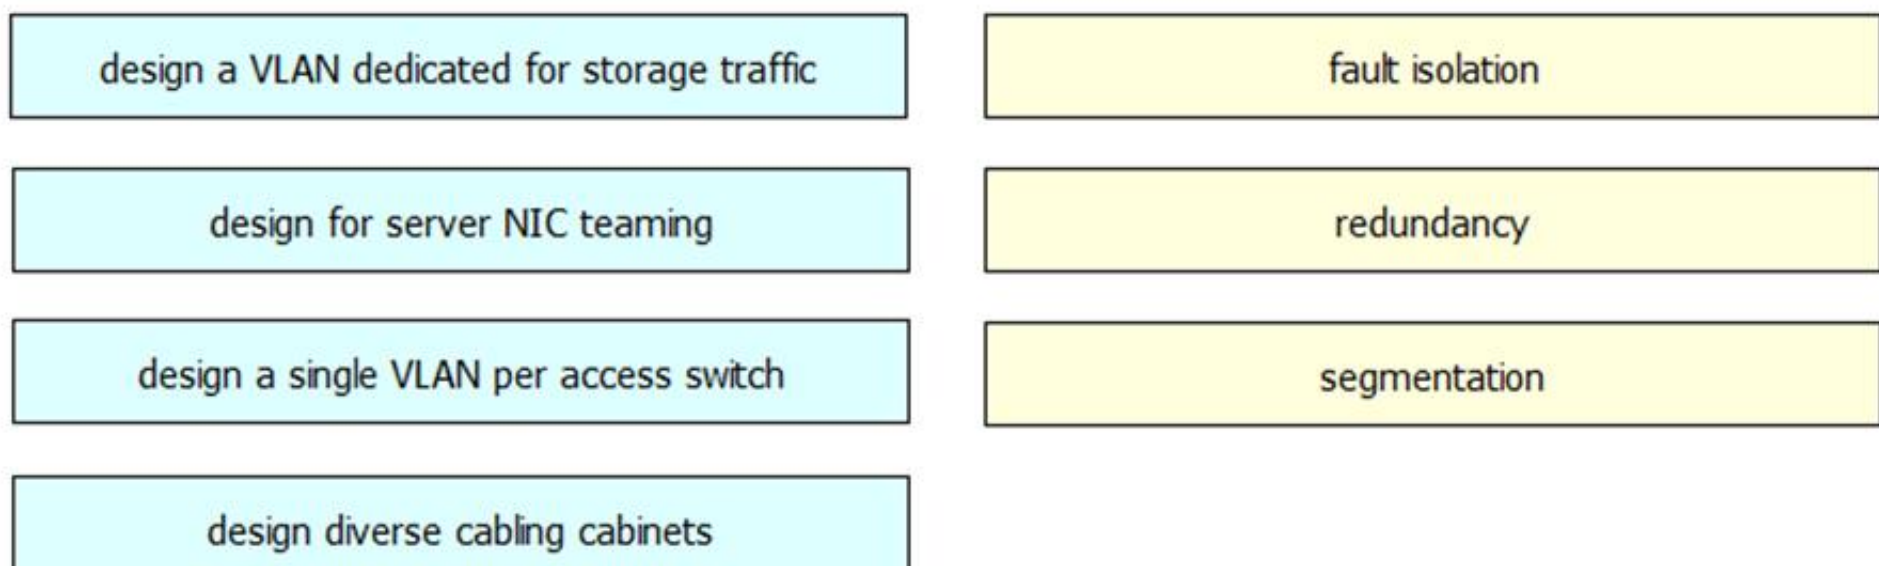 design a VLAN dedicated for storage traffic
fault isolation
design for server NIC teaming
redundancy
design a single VLAN per access switch
segmentation
design diverse cabling cabinets